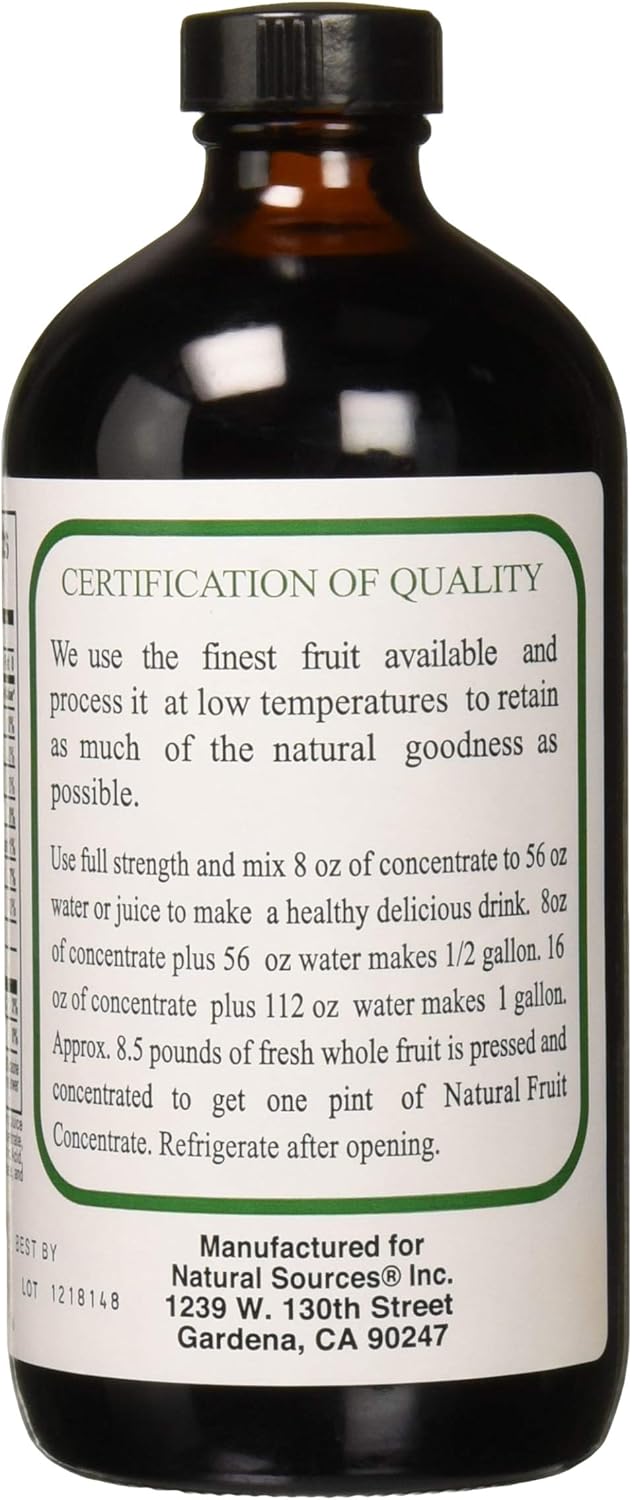 CERTIFICATION OF QUALITY
We use the finest fruit available and
process it at low temperatures to retain
as much of the natural goodness as
possible.
Use full strength and mix 8 oz of concentrate to 56 oz
water or juice to make a healthy delicious drink. 8oz
of concentrate plus 56 oz water makes 1/2 gallon. 16
oz of concentrate plus 112 oz water makes 1 gallon.
Approx. 8.5 pounds of fresh whole fruit is pressed and
concentrated to get one pint of Natural Fruit
Concentrate. Refrigerate after opening.
BEST BY
LOT 1218148
Manufactured for
Natural Sources® Inc.
1239 W. 130th Street
Gardena, CA 90247